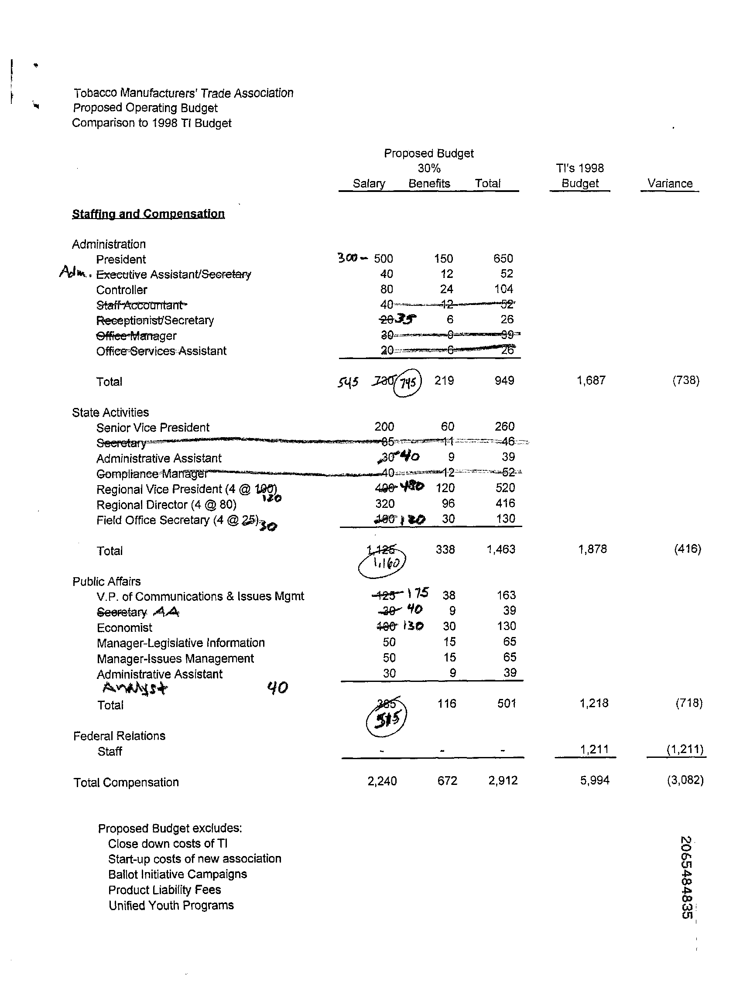 Tobacco Manufacturers' Trade Association
Proposed Operating Budget
Comparison to 1998 TI Budget
Proposed Budget
30% TI's 1998
Salary Benefits Total Budget Variance
Staffing and Compensation
Administration
President 300 - 500 150 650
Adm. Executive Assistant/Secretary 40 12 52
Controller 80 24 104
Staff Accountant 40 12 52
Receptionist/Secretary 20 35 6 26
Office Manager 30 9 39
Office Services Assistant 20 6 26
Total 545 730 745 219 949 1,687 (738)
State Activities
Senior Vice President 200 60 260
Secretary 35 11 46
Administrative Assistant 30 40 9 39
Compliance Manager 40 12 52
Regional Vice President (4 @ 100) 400 480 120 520
120
Regional Director (4 @ 80) 320 96 416
Field Office Secretary (4 @ 25) 30 100 120 30 130
Total 1,125 338 1,463 1,878 (416)
1,160
Public Affairs
V.P. of Communications & Issues Mgmt 125 175 38 163
Secretary AA 30 40 9 39
Economist 100 130 30 130
Manager-Legislative Information 50 15 65
Manager-Issues Management 50 15 65
Administrative Assistant 30 9 39
Analyst 40
Total 385 116 501 1,218 (718)
515
Federal Relations
Staff - - - 1,211 (1,211)
Total Compensation 2,240 672 2,912 5,994 (3,082)
Proposed Budget excludes:
Close down costs of TI
Start-up costs of new association
Ballot Initiative Campaigns
Product Liability Fees
Unified Youth Programs
2065484835